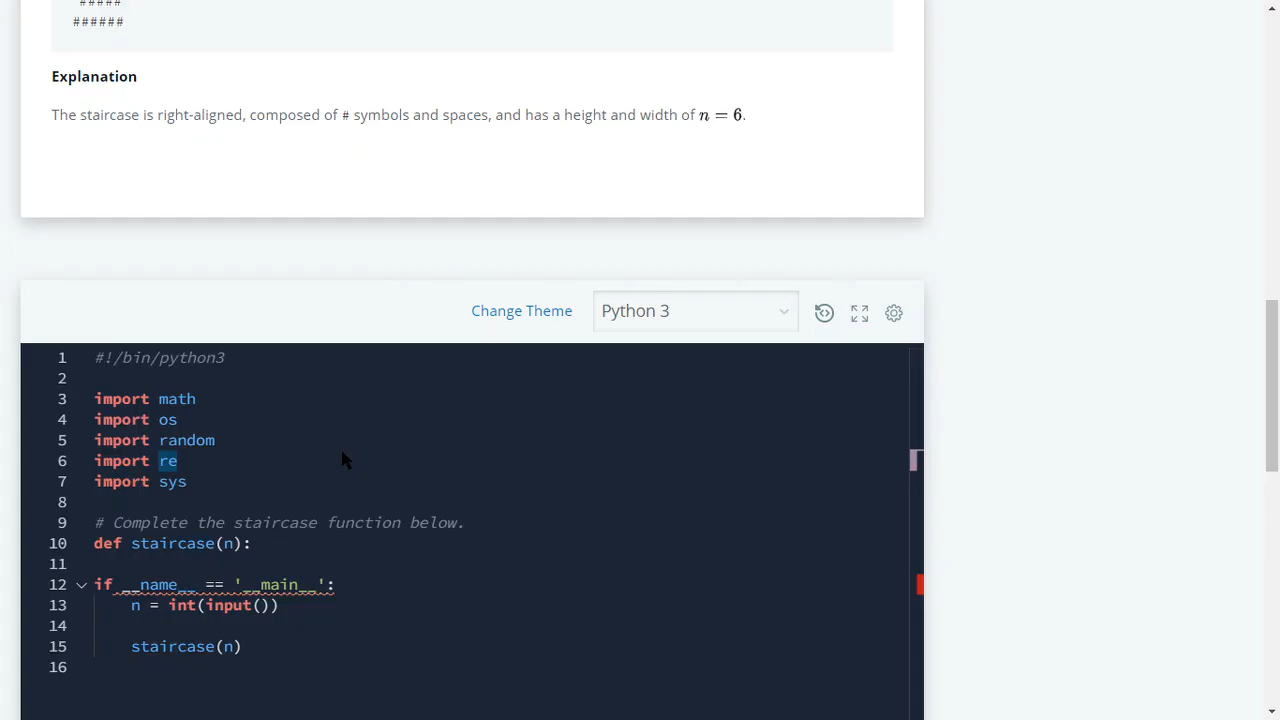 #####
######
Explanation
The staircase is right-aligned, composed of # symbols and spaces, and has a height and width of n = 6.
Change Theme
Python 3
1 #!/bin/python3
2
3 import math
4 import os
5 import random
6 import re
7 import sys
8
9 # Complete the staircase function below.
10 def staircase(n):
11
12 if __name__ == '__main__':
13     n = int(input())
14
15     staircase(n)
16